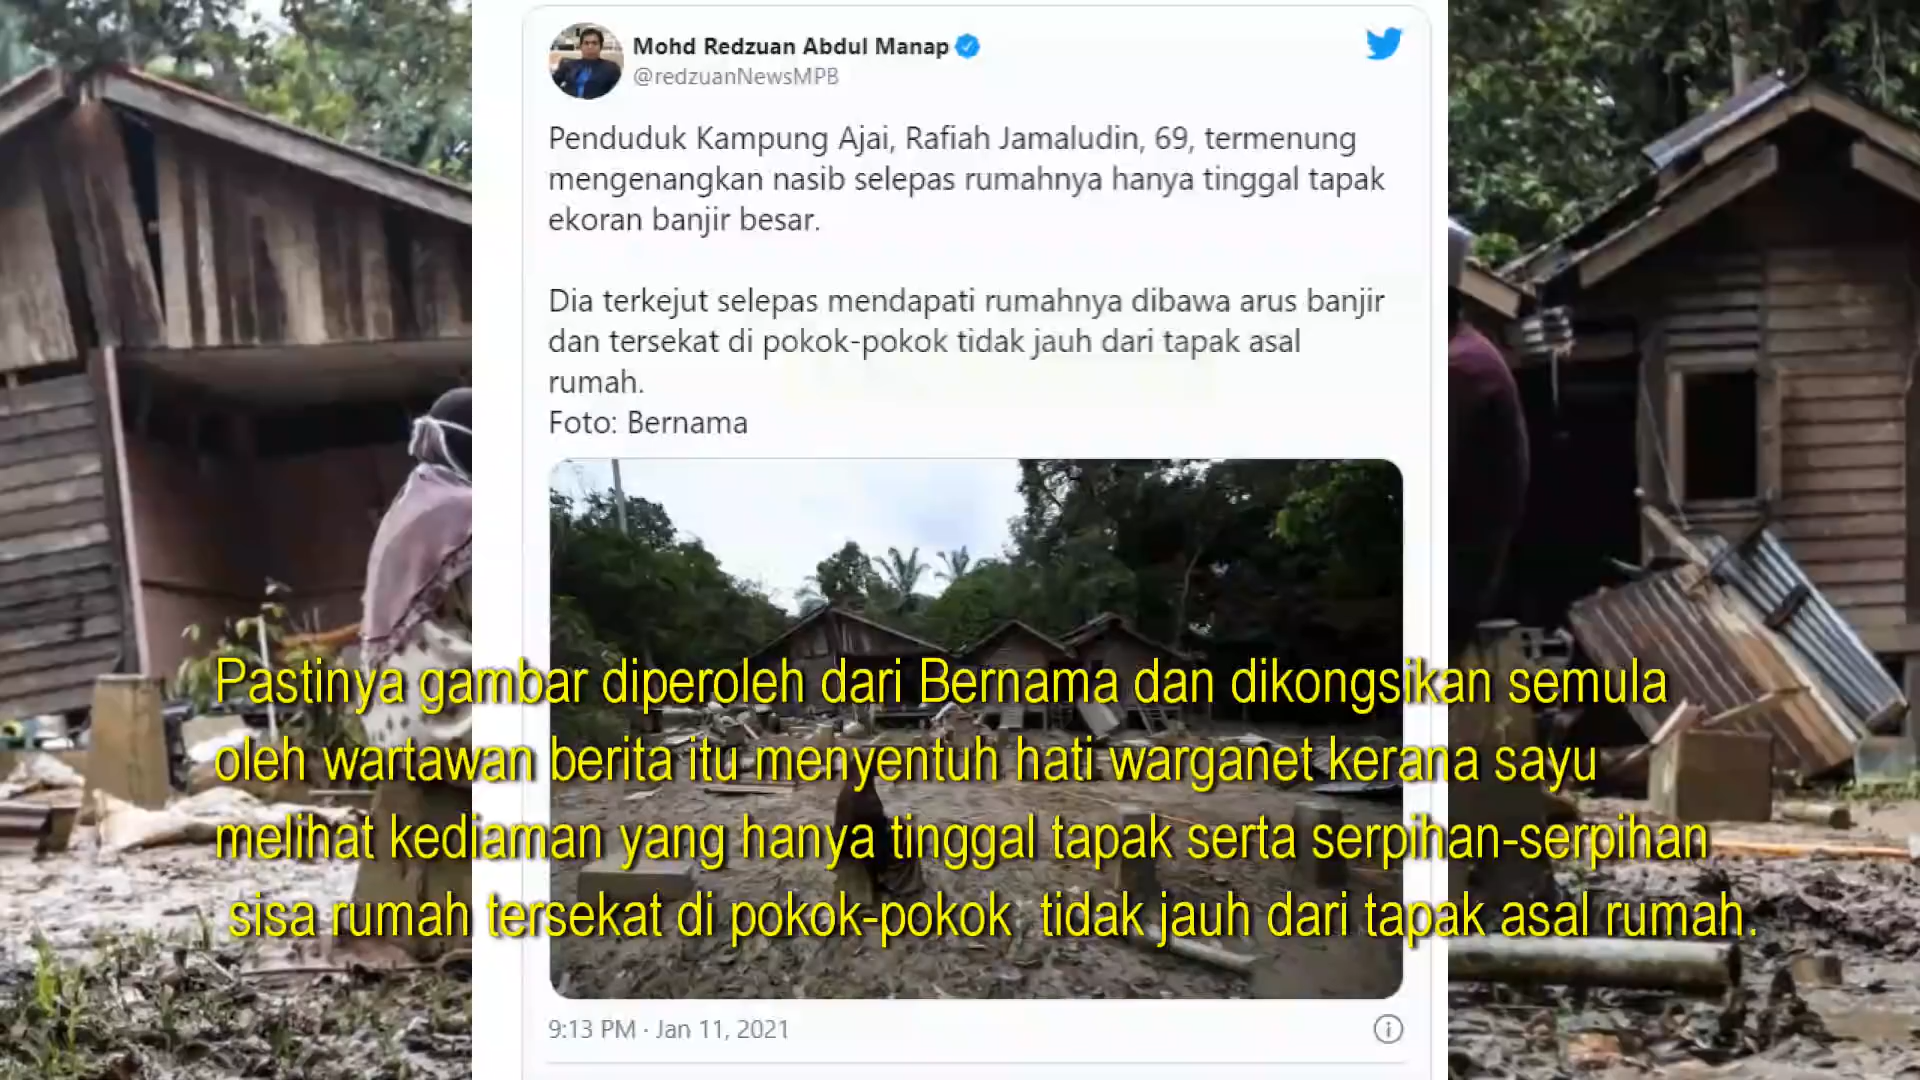 Mohd Redzuan Abdul Manap
@redzuanNewsMPB
Penduduk Kampung Ajai, Rafiah Jamaludin, 69, termenung
mengenangkan nasib selepas rumahnya hanya tinggal tapak
ekoran banjir besar.
Dia terkejut selepas mendapati rumahnya dibawa arus banjir
dan tersekat di pokok-pokok tidak jauh dari tapak asal
rumah.
Foto: Bernama
Pastinya gambar diperoleh dari Bernama dan dikongsikan semula
oleh wartawan berita itu menyentuh hati warganet kerana sayu
melihat kediaman yang hanya tinggal tapak serta serpihan-serpihan
sisa rumah tersekat di pokok-pokok tidak jauh dari tapak asal rumah.
9:13 PM · Jan 11, 2021